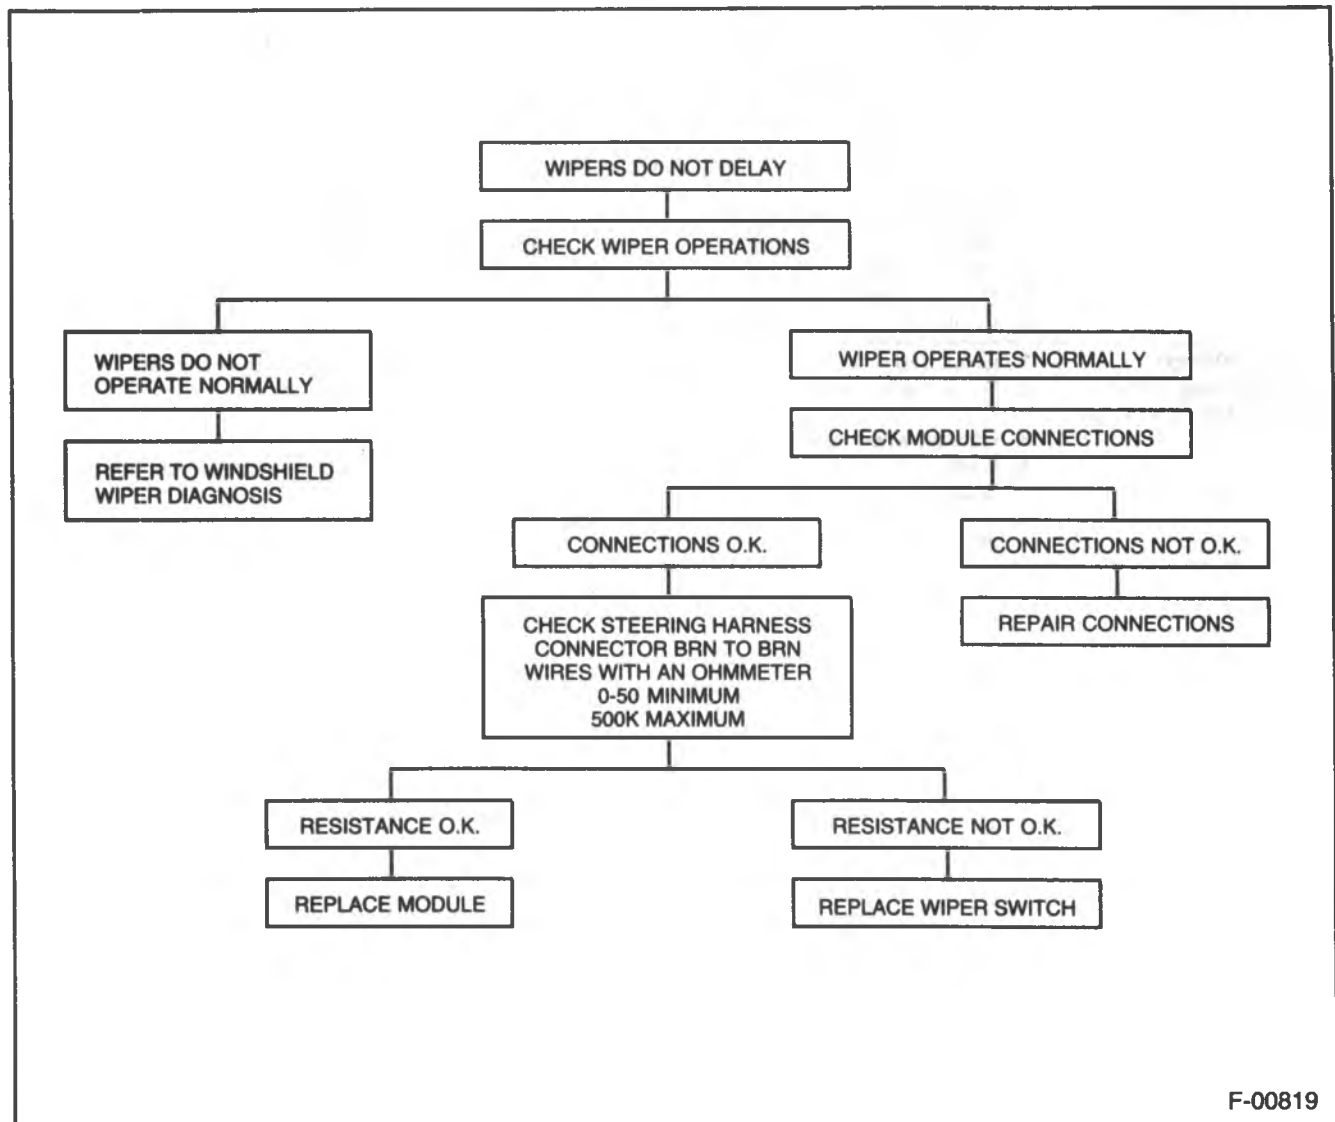 WIPERS DO NOT DELAY
CHECK WIPER OPERATIONS
WIPERS DO NOT
OPERATE NORMALLY
WIPER OPERATES NORMALLY
REFER TO WINDSHIELD
WIPER DIAGNOSIS
CHECK MODULE CONNECTIONS
CONNECTIONS O.K.
CONNECTIONS NOT O.K.
CHECK STEERING HARNESS
CONNECTOR BRN TO BRN
WIRES WITH AN OHMMETER
0-50 MINIMUM
500K MAXIMUM
REPAIR CONNECTIONS
RESISTANCE O.K.
RESISTANCE NOT O.K.
REPLACE MODULE
REPLACE WIPER SWITCH
F-00819